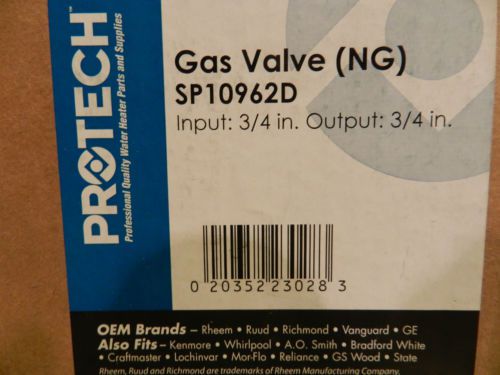 PROTECH
Professional Quality Water Heater Parts and Supplies
Gas Valve (NG)
SP10962D
Input: 3/4 in. Output: 3/4 in.
0 20352 23028 3
OEM Brands – Rheem • Ruud • Richmond • Vanguard • GE
Also Fits – Kenmore • Whirlpool • A.O. Smith • Bradford White
• Craftmaster • Lochinvar • Mor-Flo • Reliance • GS Wood • State
Rheem, Ruud and Richmond are trademarks of Rheem Manufacturing Company.